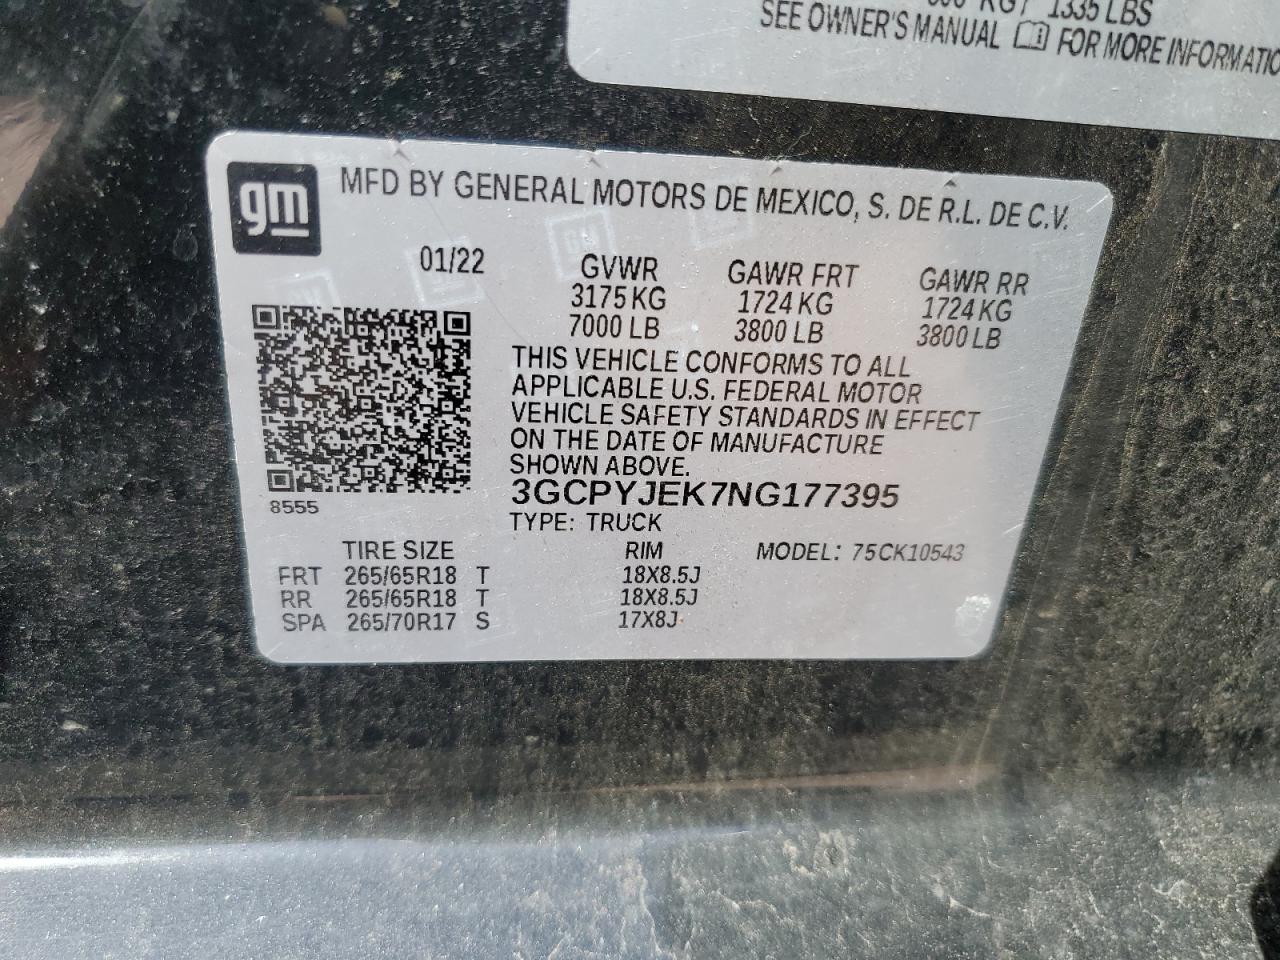 1335 LBS
SEE OWNER'S MANUAL FOR MORE
gm
MFD BY GENERAL MOTORS DE MEXICO, S. DE R.L. DE C.V.
01/22
GVWR GAWR FRT GAWR RR
3175 KG 1724 KG 1724 KG
7000 LB 3800 LB 3800 LB
THIS VEHICLE CONFORMS TO ALL
APPLICABLE U.S. FEDERAL MOTOR
VEHICLE SAFETY STANDARDS IN EFFECT
ON THE DATE OF MANUFACTURE
SHOWN ABOVE.
3GCPYJEK7NG177395
8555
TYPE: TRUCK
TIRE SIZE RIM MODEL: 75CK10543
FRT 265/65R18 T 18X8.5J
RR 265/65R18 T 18X8.5J
SPA 265/70R17 S 17X8J